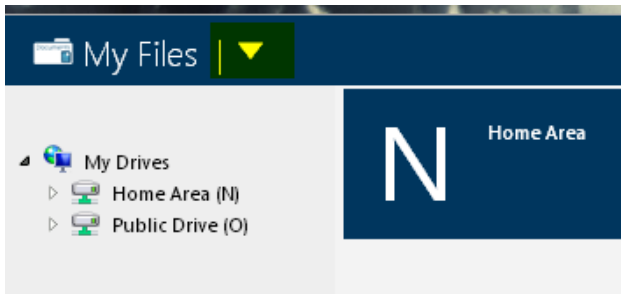 My Files
My Drives
Home Area (N)
Public Drive (O)
N
Home Area